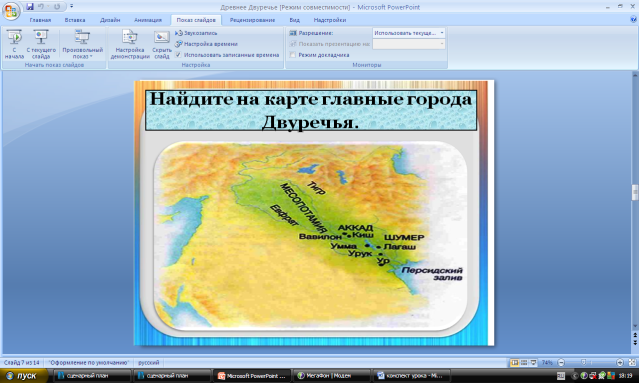 Древнее Двуречье [Режим совместимости] - Microsoft PowerPoint
Главная Вставка Дизайн Анимация Показ слайдов Рецензирование Вид Надстройки
С начала
С текущего слайда
Произвольный показ
Начать показ слайдов
Настройка демонстрации
Скрыть слайд
Звукозапись
Настройка времени
Использовать записанные времена
Настройка
Разрешение: Использовать текуще...
Показать презентацию на:
Режим докладчика
Мониторы
Найдите на карте главные города
Двуречья.
Тигр
МЕСОПОТАМИЯ
Евфрат
АККАД
Вавилон Киш ШУМЕР
Умма Лагаш
Урук Ур
Персидский
залив
Слайд 7 из 14 "Оформление по умолчанию" русский 74%
пуск сценарный план сценарный план Microsoft PowerPoint ... МегаФон | Модем конспект урока - Mi... 18:19